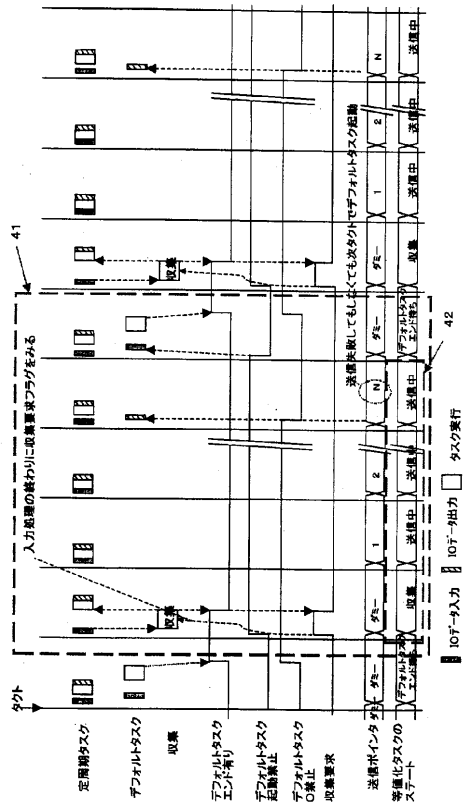 タクト
定周期タスク
デフォルトタスク
収集
デフォルトタスク
エンド有り
デフォルトタスク
起動禁止
デフォルトタスク
O禁止
収集要求
送信ポインタ
等値化タスクの
ステート
入力処理の終わりに収集要求フラグをみる
41
42
収集
収集
送信失敗してもしなくても次タクトでデフォルトタスク起動
ダミー
ダミー
ダミー
1
2
N
ダミー
ダミー
1
2
N
デフォルトタスク
エンド待ち
収集
送信中
送信中
送信中
デフォルトタスク
エンド待ち
収集
送信中
送信中
送信中
IOデータ入力
IOデータ出力
タスク実行